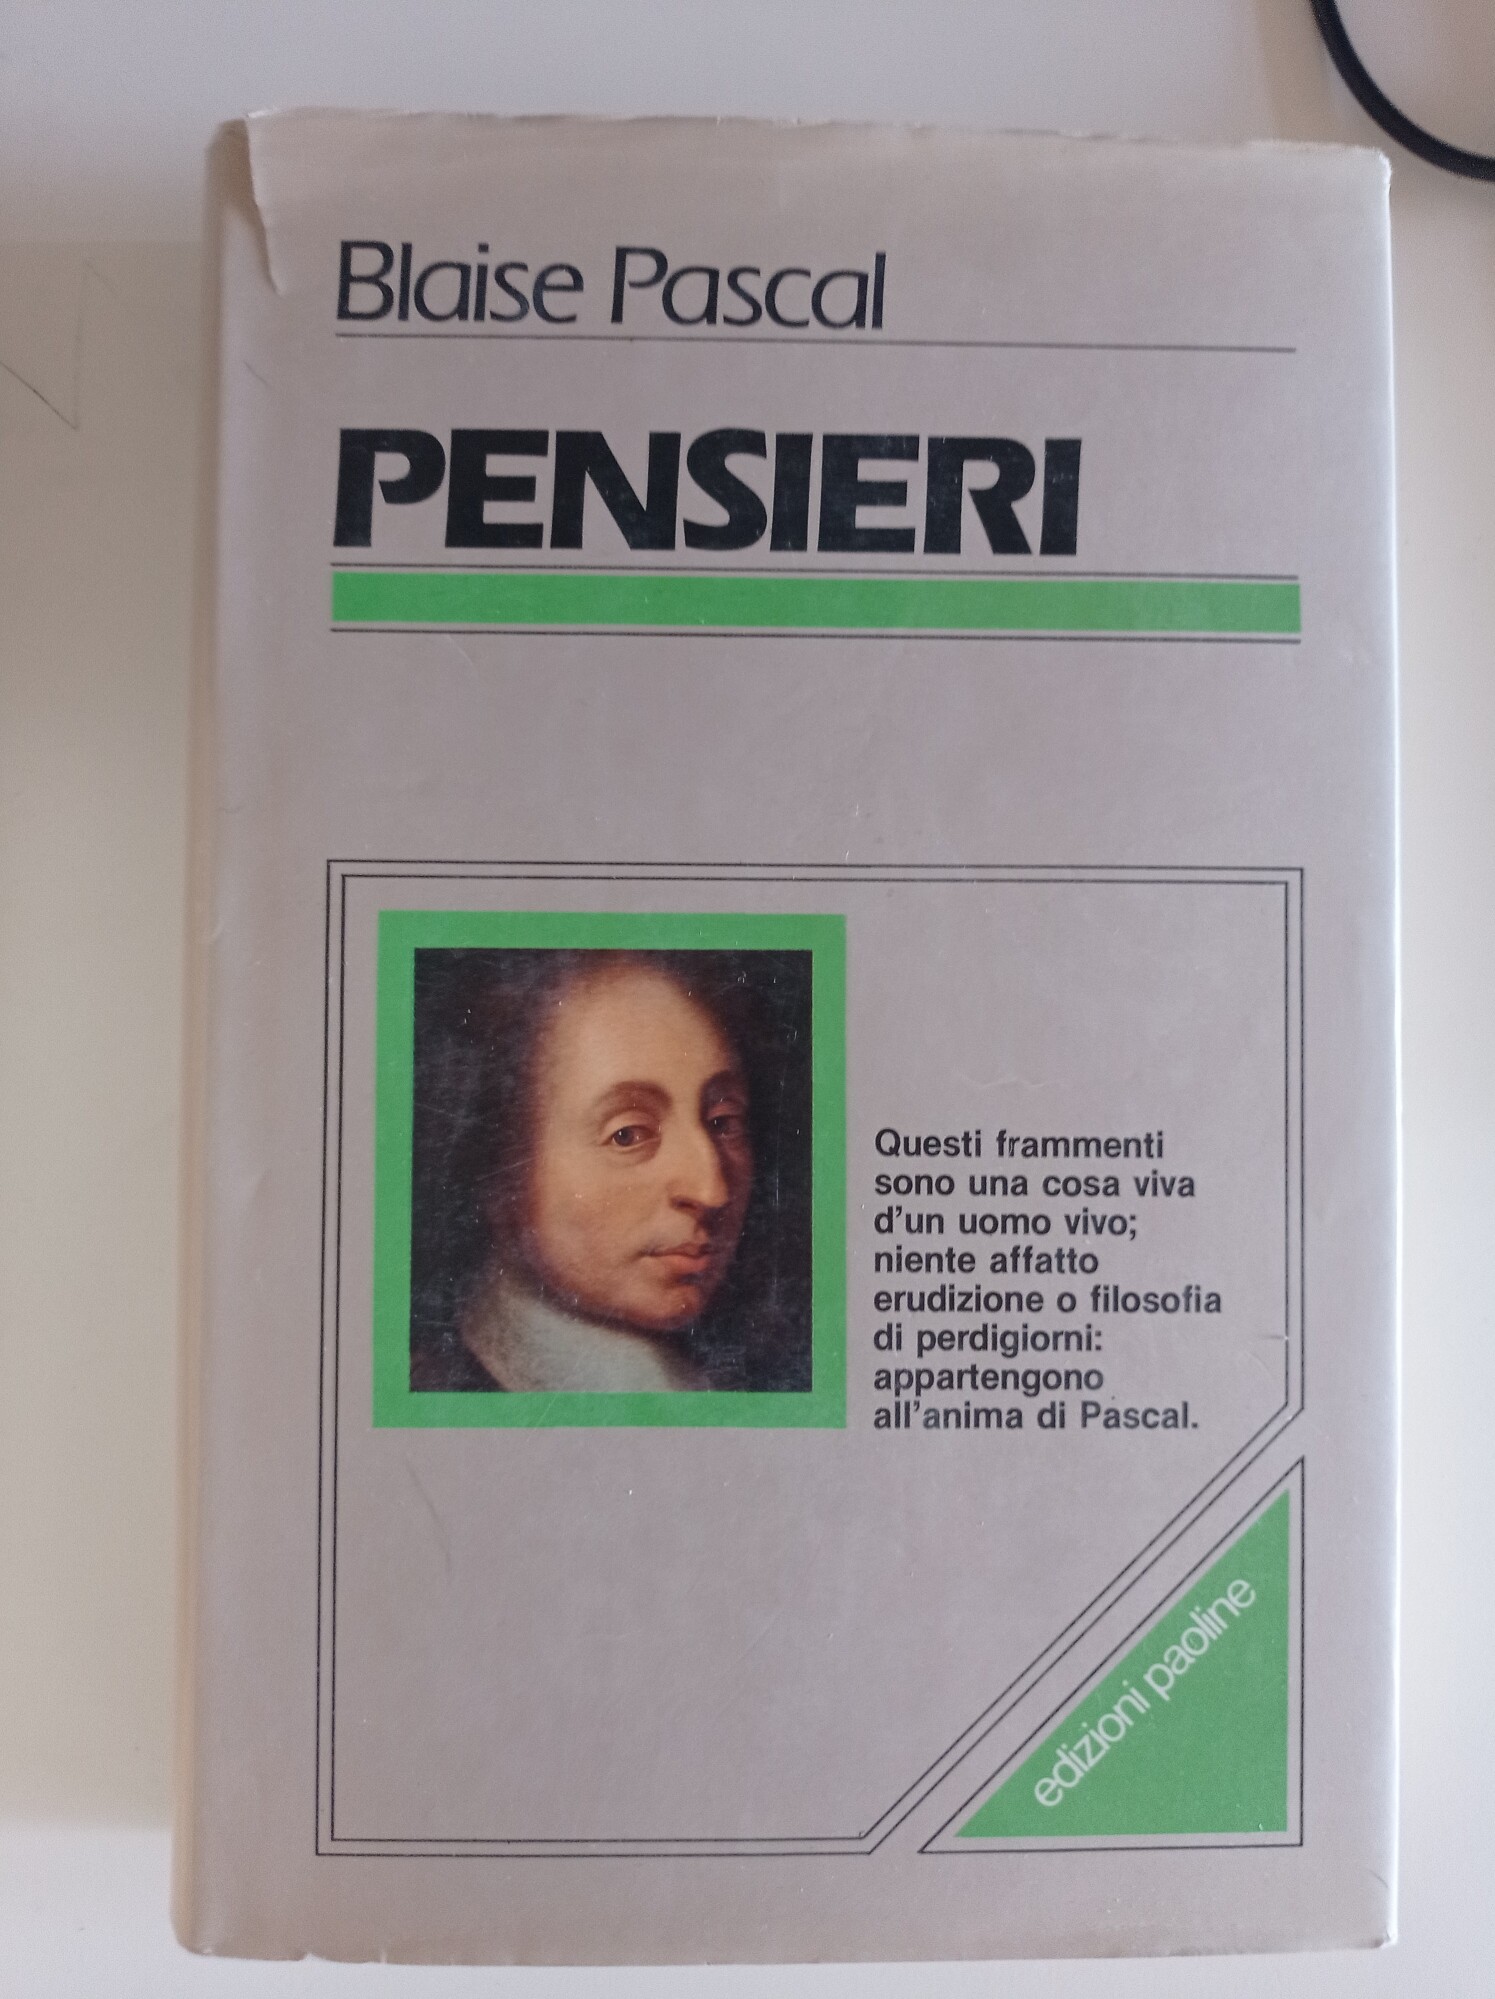 Blaise Pascal
PENSIERI
Questi frammenti
sono una cosa viva
d'un uomo vivo;
niente affatto
erudizione o filosofia
di perdigiorni:
appartengono
all'anima di Pascal.
edizioni paoline